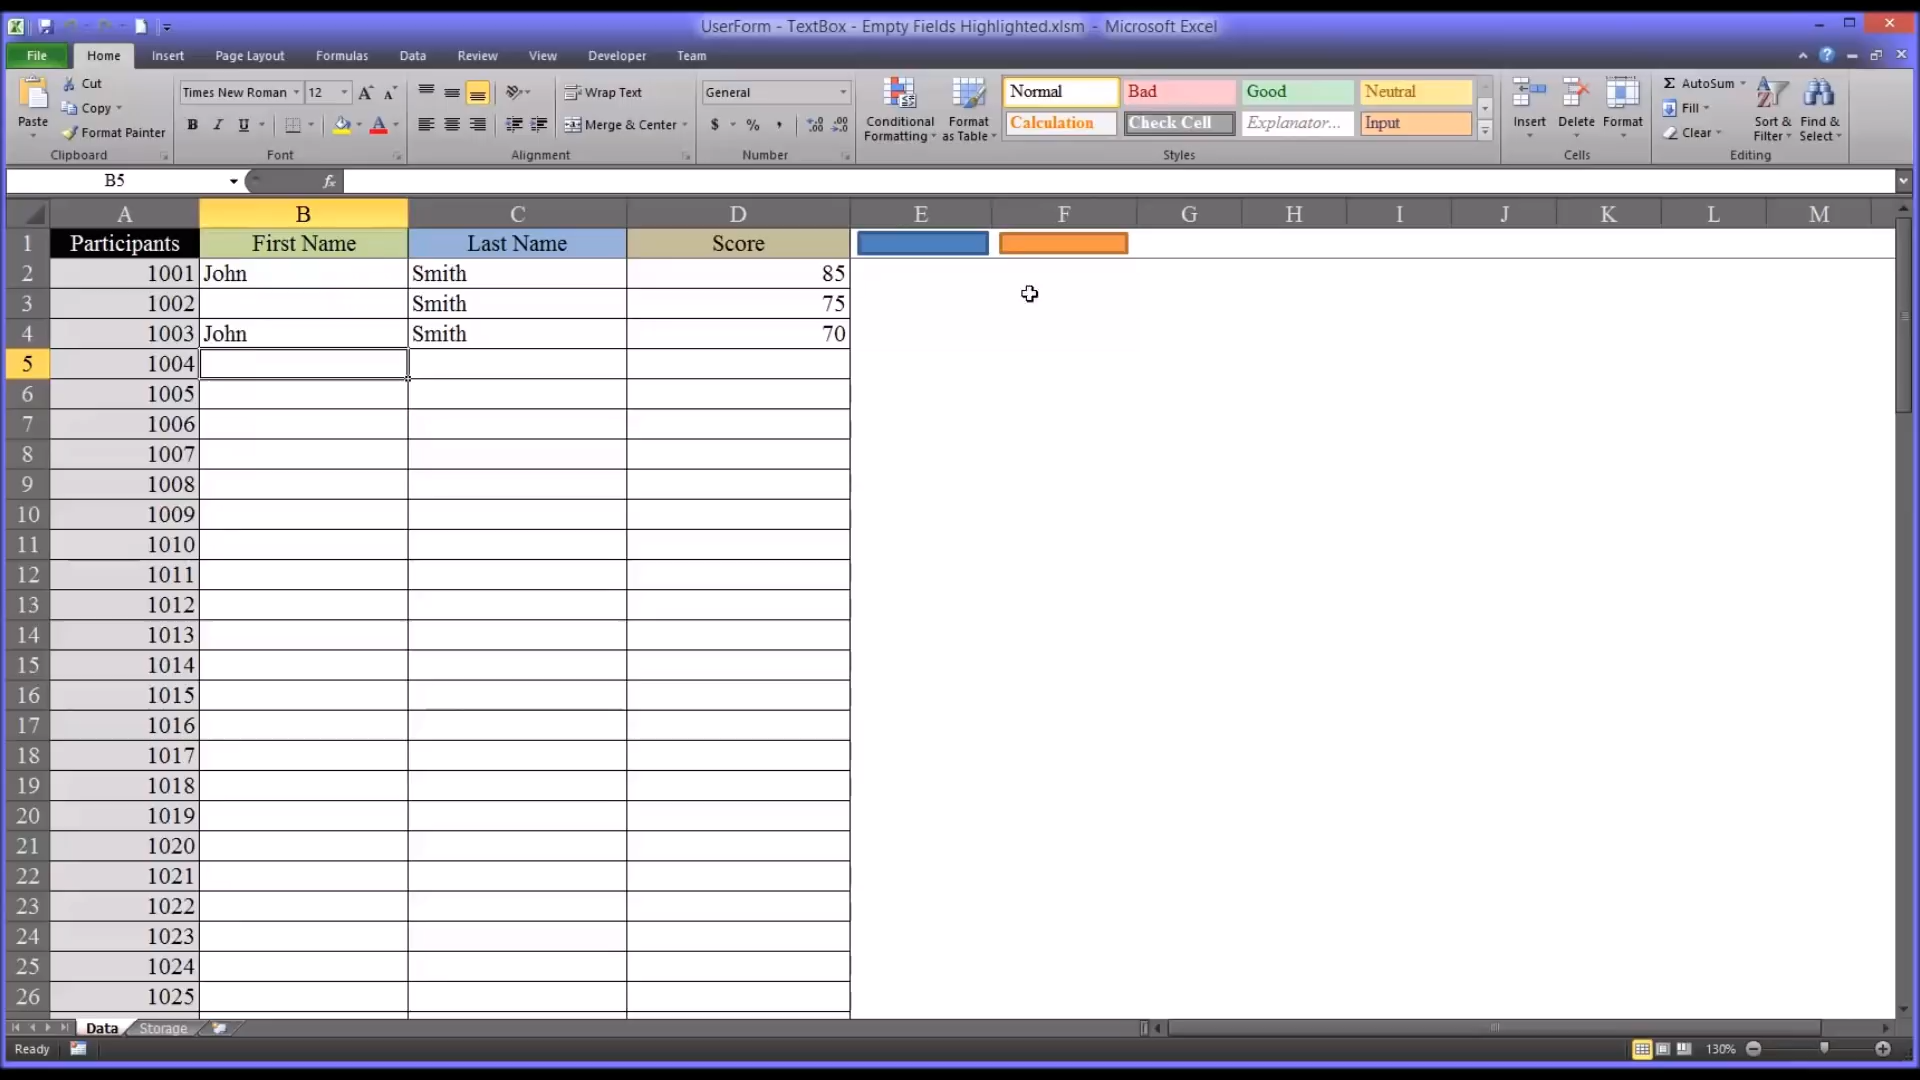 UserForm - TextBox - Empty Fields Highlighted.xlsm - Microsoft Excel
File Home Insert Page Layout Formulas Data Review View Developer Team
Paste
Cut
Copy
Format Painter
Clipboard
Times New Roman 12
B I U
Font
Wrap Text
Merge & Center
Alignment
General
$ % ,
Number
Conditional Formatting
Format as Table
Normal Bad Good Neutral
Calculation Check Cell Explanator... Input
Styles
Insert Delete Format
Cells
Σ AutoSum
Fill
Clear
Sort & Filter
Find & Select
Editing
B5 fx
A B C D E F G H I J K L M
1 Participants First Name Last Name Score
2 1001 John Smith 85
3 1002 Smith 75
4 1003 John Smith 70
5 1004
6 1005
7 1006
8 1007
9 1008
10 1009
11 1010
12 1011
13 1012
14 1013
15 1014
16 1015
17 1016
18 1017
19 1018
20 1019
21 1020
22 1021
23 1022
24 1023
25 1024
26 1025
Data Storage
Ready 130%